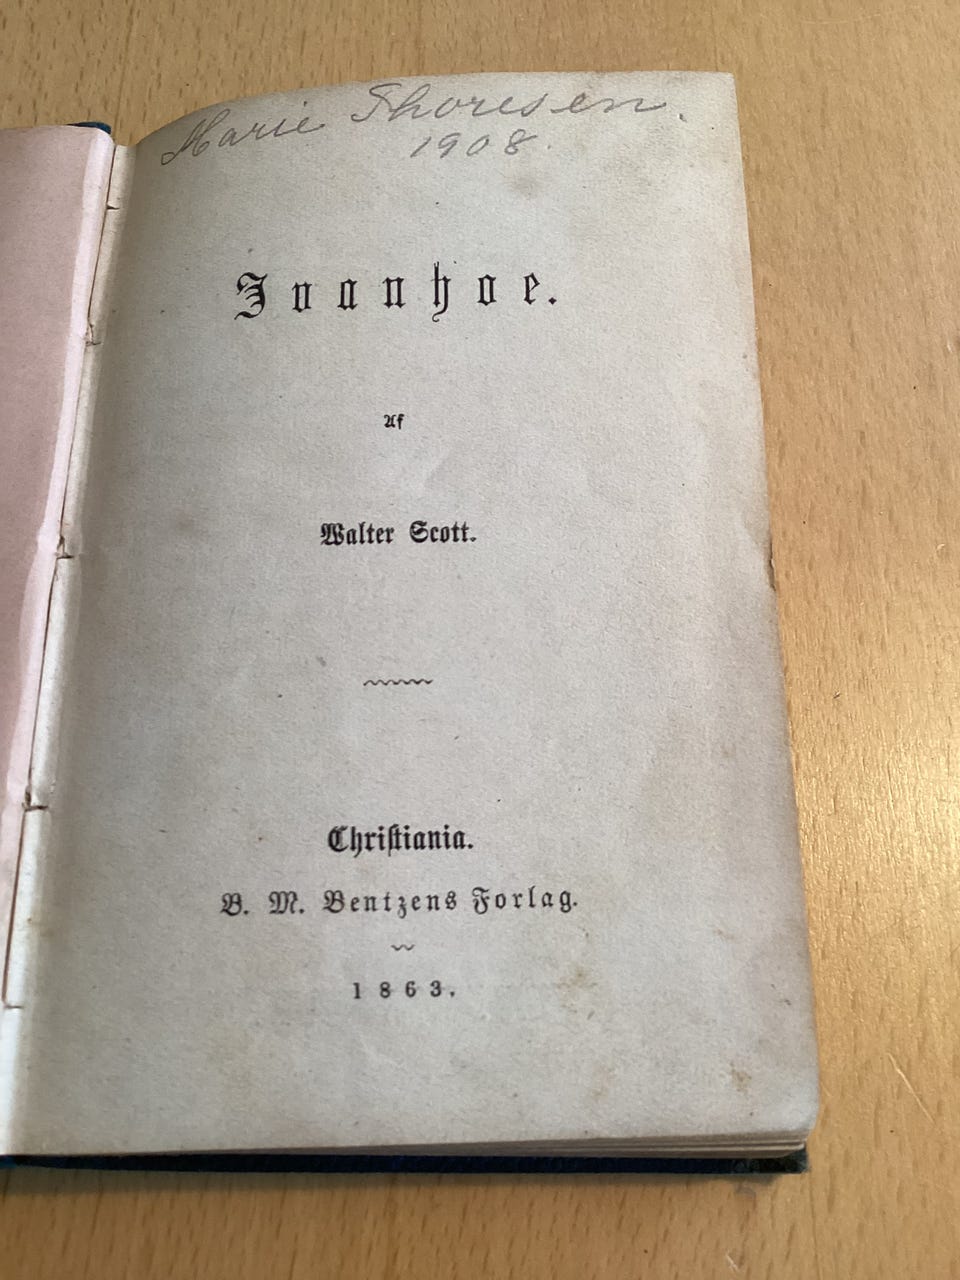 Marie Thoresen.
1908.
Ivanhoe.
Af
Walter Scott.
Christiania.
B. M. Bentzens Forlag.
1863.